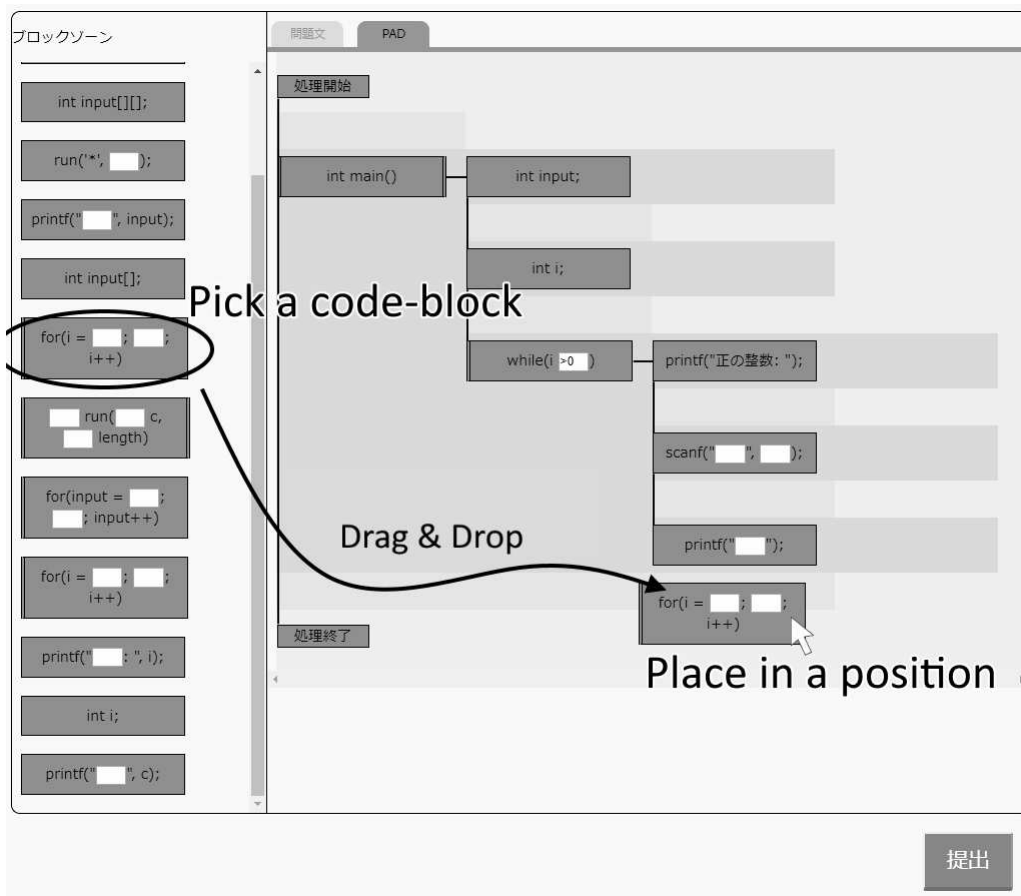 ブロックゾーン
問題文
PAD
int input[][];
run('*', );
printf(" ", input);
int input[];
for(i = ; ;
i++)
run( c,
length)
for(input = ;
; input++)
for(i = ; ;
i++)
printf(" : ", i);
int i;
printf(" ", c);
処理開始
int main()
int input;
int i;
while(i >0 )
printf("正の整数: ");
scanf(" ", );
printf(" ");
for(i = ; ;
i++)
処理終了
Pick a code-block
Drag & Drop
Place in a position
提出